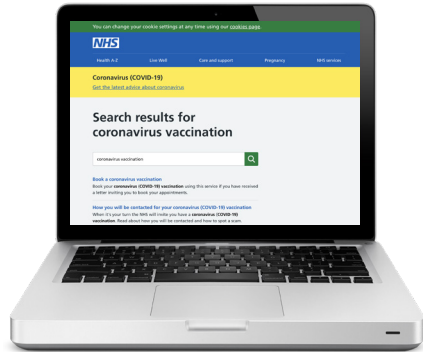 You can change your cookie settings at any time using our cookies page.
NHS
Health A-Z Live Well Care and support Pregnancy NHS services
Coronavirus (COVID-19)
Get the latest advice about coronavirus
Search results for
coronavirus vaccination
coronavirus vaccination
Book a coronavirus vaccination
Book your coronavirus (COVID-19) vaccination using this service if you have received
a letter inviting you to book your appointments.
How you will be contacted for your coronavirus (COVID-19) vaccination
When it's your turn the NHS will invite you have a coronavirus (COVID-19)
vaccination. Read about how you will be contacted and how to spot a scam.